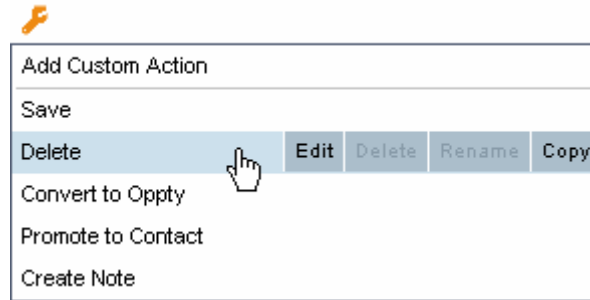 Add Custom Action
Save
Delete Edit Delete Rename Copy
Convert to Oppty
Promote to Contact
Create Note